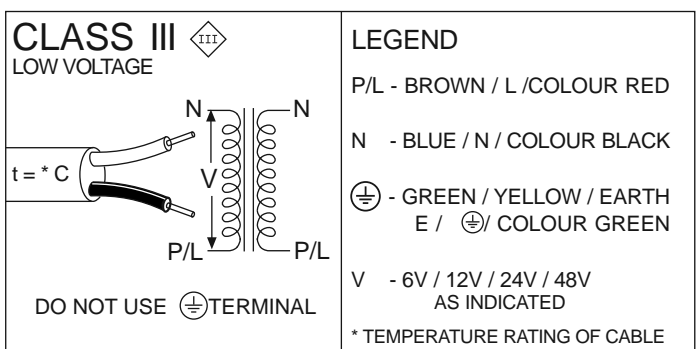 CLASS III III
LOW VOLTAGE
N N
t = * C
V
P/L P/L
DO NOT USE ⏚ TERMINAL
LEGEND
P/L - BROWN / L /COLOUR RED
N - BLUE / N / COLOUR BLACK
⏚ - GREEN / YELLOW / EARTH
E / ⏚/ COLOUR GREEN
V - 6V / 12V / 24V / 48V
AS INDICATED
* TEMPERATURE RATING OF CABLE